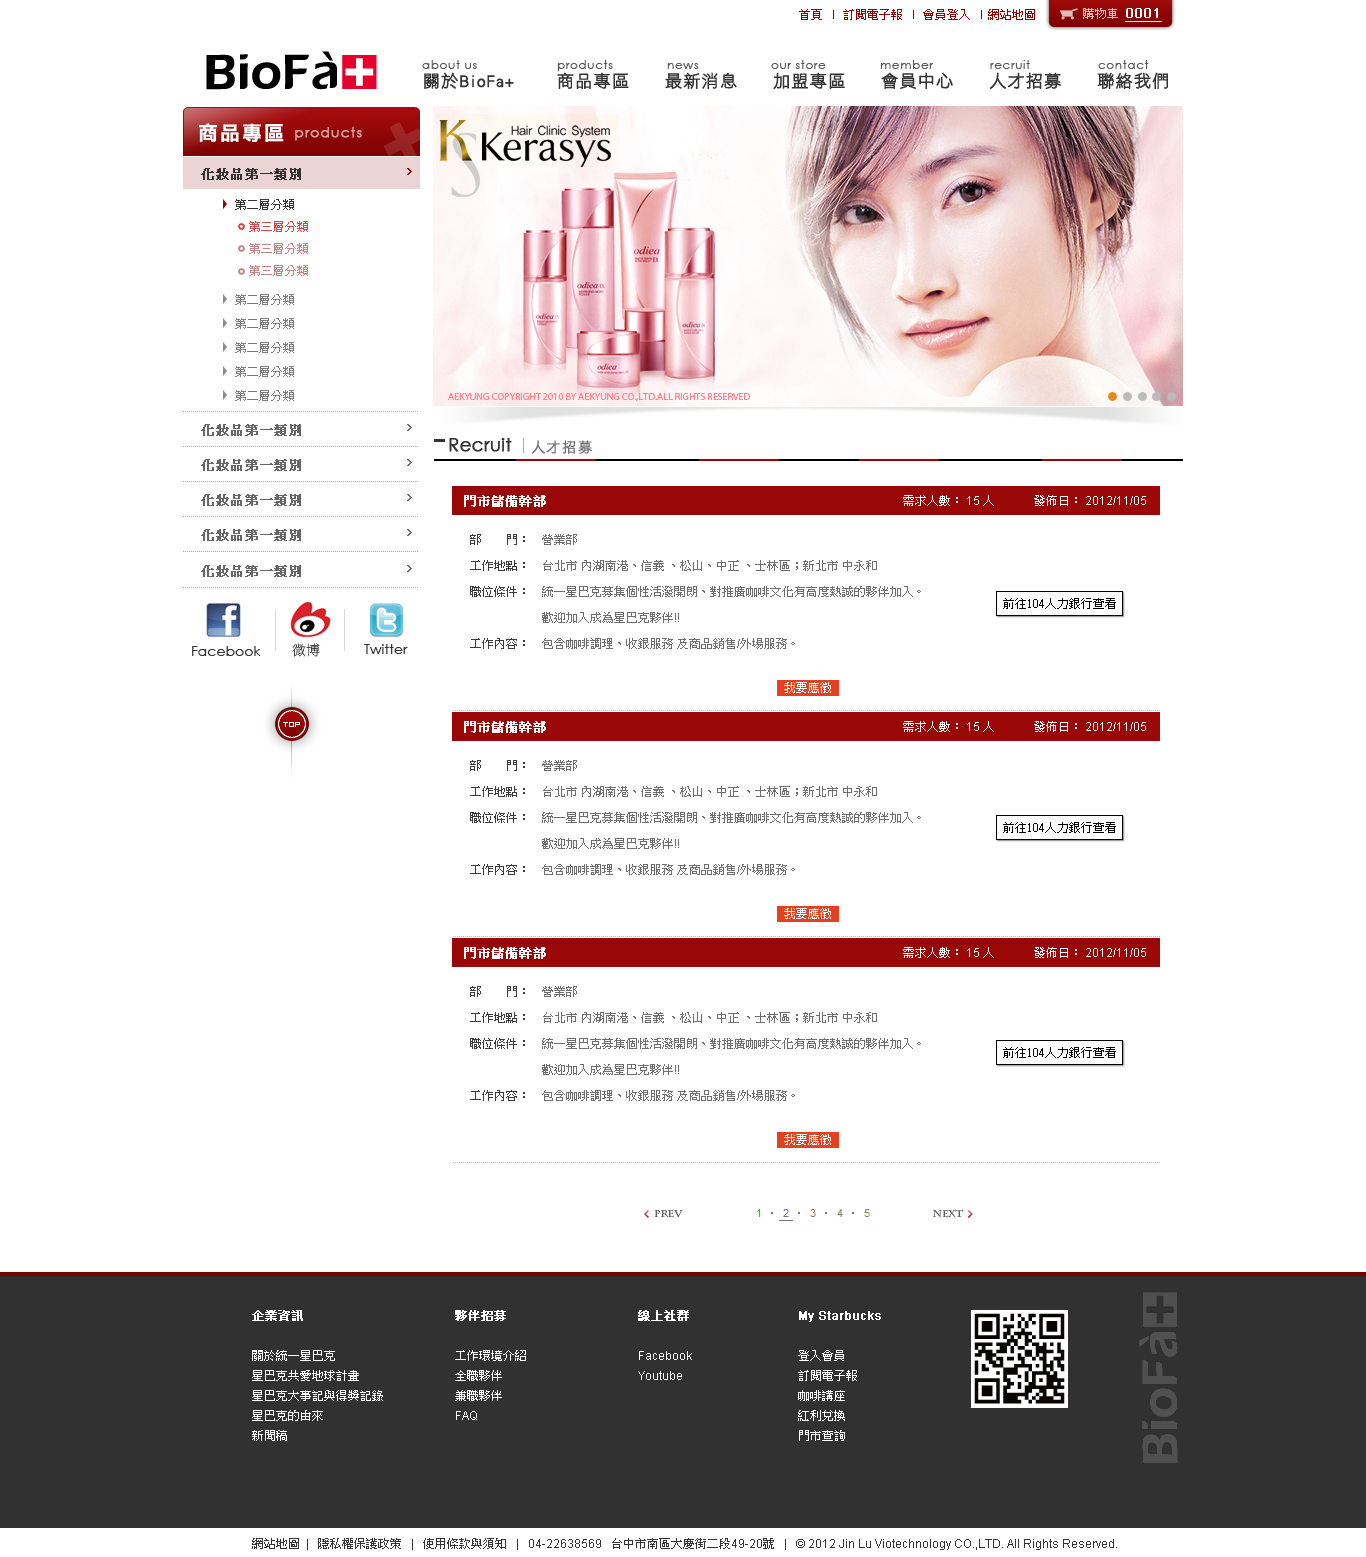 首頁 | 訂閱電子報 | 會員登入 | 網站地圖 購物車 0001
BioFà+
about us products news our store member recruit contact
關於BioFa+ 商品專區 最新消息 加盟專區 會員中心 人才招募 聯絡我們
商品專區 products
化妝品第一類別
第二層分類
第三層分類
第三層分類
第三層分類
第二層分類
第二層分類
第二層分類
第二層分類
第二層分類
化妝品第一類別
化妝品第一類別
化妝品第一類別
化妝品第一類別
化妝品第一類別
Facebook 微博 Twitter
TOP
Hair Clinic System
Kerasys
odiea
odiea
odiea
odiea
odiea
AEKYUNG COPYRIGHT 2010 BY AEKYUNG CO.,LTD.ALL RIGHTS RESERVED
Recruit | 人才招募
門市儲備幹部 需求人數： 15 人 發佈日： 2012/11/05
部 門： 營業部
工作地點： 台北市 內湖南港、信義 、松山、中正 、士林區；新北市 中永和
職位條件： 統一星巴克募集個性活潑開朗、對推廣咖啡文化有高度熱誠的夥伴加入。
歡迎加入成為星巴克夥伴!!
前往104人力銀行查看
工作內容： 包含咖啡調理、收銀服務 及商品銷售/外場服務。
我要應徵
門市儲備幹部 需求人數： 15 人 發佈日： 2012/11/05
部 門： 營業部
工作地點： 台北市 內湖南港、信義 、松山、中正 、士林區；新北市 中永和
職位條件： 統一星巴克募集個性活潑開朗、對推廣咖啡文化有高度熱誠的夥伴加入。
歡迎加入成為星巴克夥伴!!
前往104人力銀行查看
工作內容： 包含咖啡調理、收銀服務 及商品銷售/外場服務。
我要應徵
門市儲備幹部 需求人數： 15 人 發佈日： 2012/11/05
部 門： 營業部
工作地點： 台北市 內湖南港、信義 、松山、中正 、士林區；新北市 中永和
職位條件： 統一星巴克募集個性活潑開朗、對推廣咖啡文化有高度熱誠的夥伴加入。
歡迎加入成為星巴克夥伴!!
前往104人力銀行查看
工作內容： 包含咖啡調理、收銀服務 及商品銷售/外場服務。
我要應徵
PREV 1 · 2 · 3 · 4 · 5 NEXT
企業資訊
關於統一星巴克
星巴克共愛地球計畫
星巴克大事記與得獎記錄
星巴克的由來
新聞稿
夥伴招募
工作環境介紹
全職夥伴
兼職夥伴
FAQ
線上社群
Facebook
Youtube
My Starbucks
登入會員
訂閱電子報
咖啡講座
紅利兌換
門市查詢
BioFà+
網站地圖 | 隱私權保護政策 | 使用條款與須知 | 04-22638569 台中市南區大慶街二段49-20號 | © 2012 Jin Lu Viotechnology CO.,LTD. All Rights Reserved.